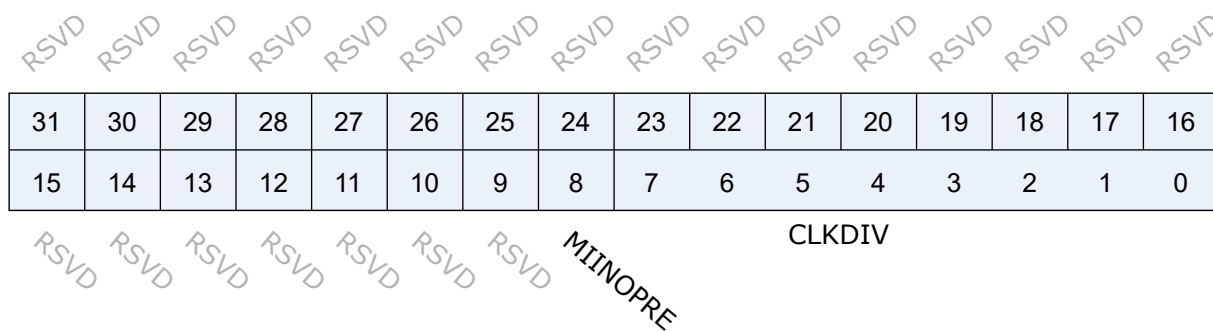 RSVD RSVD RSVD RSVD RSVD RSVD RSVD RSVD RSVD RSVD RSVD RSVD RSVD RSVD RSVD RSVD
31 30 29 28 27 26 25 24 23 22 21 20 19 18 17 16
15 14 13 12 11 10 9 8 7 6 5 4 3 2 1 0
RSVD RSVD RSVD RSVD RSVD RSVD RSVD MIINOPRE CLKDIV